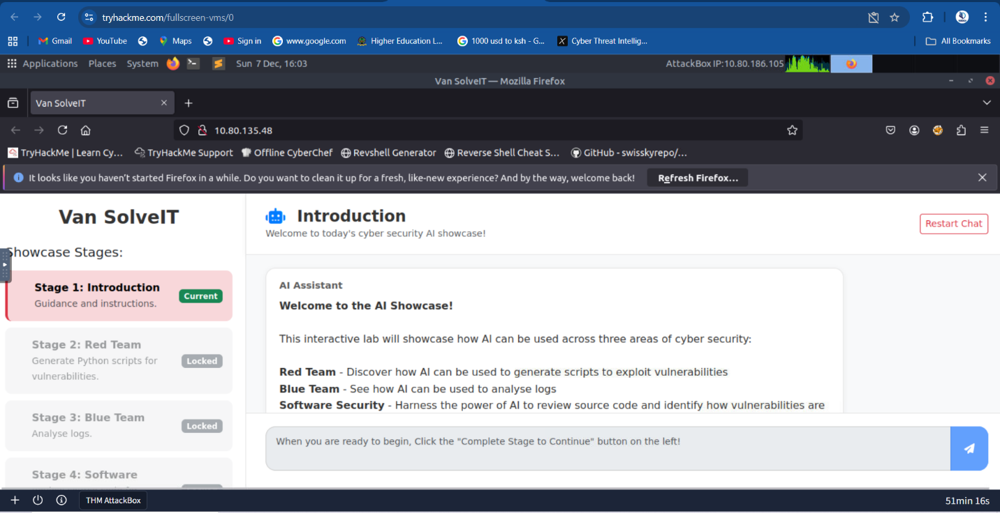 tryhackme.com/fullscreen-vms/0
Gmail YouTube Maps Sign in www.google.com Higher Education L... 1000 usd to ksh - G... Cyber Threat Intellig... All Bookmarks
Applications Places System Sun 7 Dec, 16:03 AttackBox IP:10.80.186.105
Van SolveIT — Mozilla Firefox
Van SolveIT
10.80.135.48
TryHackMe | Learn Cy... TryHackMe Support Offline CyberChef Revshell Generator Reverse Shell Cheat S... GitHub - swisskyrepo/...
It looks like you haven't started Firefox in a while. Do you want to clean it up for a fresh, like-new experience? And by the way, welcome back! Refresh Firefox...
Van SolveIT
Showcase Stages:
Stage 1: Introduction
Guidance and instructions.
Current
Stage 2: Red Team
Generate Python scripts for
vulnerabilities.
Locked
Stage 3: Blue Team
Analyse logs.
Locked
Stage 4: Software
Introduction
Welcome to today's cyber security AI showcase!
Restart Chat
AI Assistant
Welcome to the AI Showcase!
This interactive lab will showcase how AI can be used across three areas of cyber security:
Red Team - Discover how AI can be used to generate scripts to exploit vulnerabilities
Blue Team - See how AI can be used to analyse logs
Software Security - Harness the power of AI to review source code and identify how vulnerabilities are
When you are ready to begin, Click the "Complete Stage to Continue" button on the left!
THM AttackBox
51min 16s